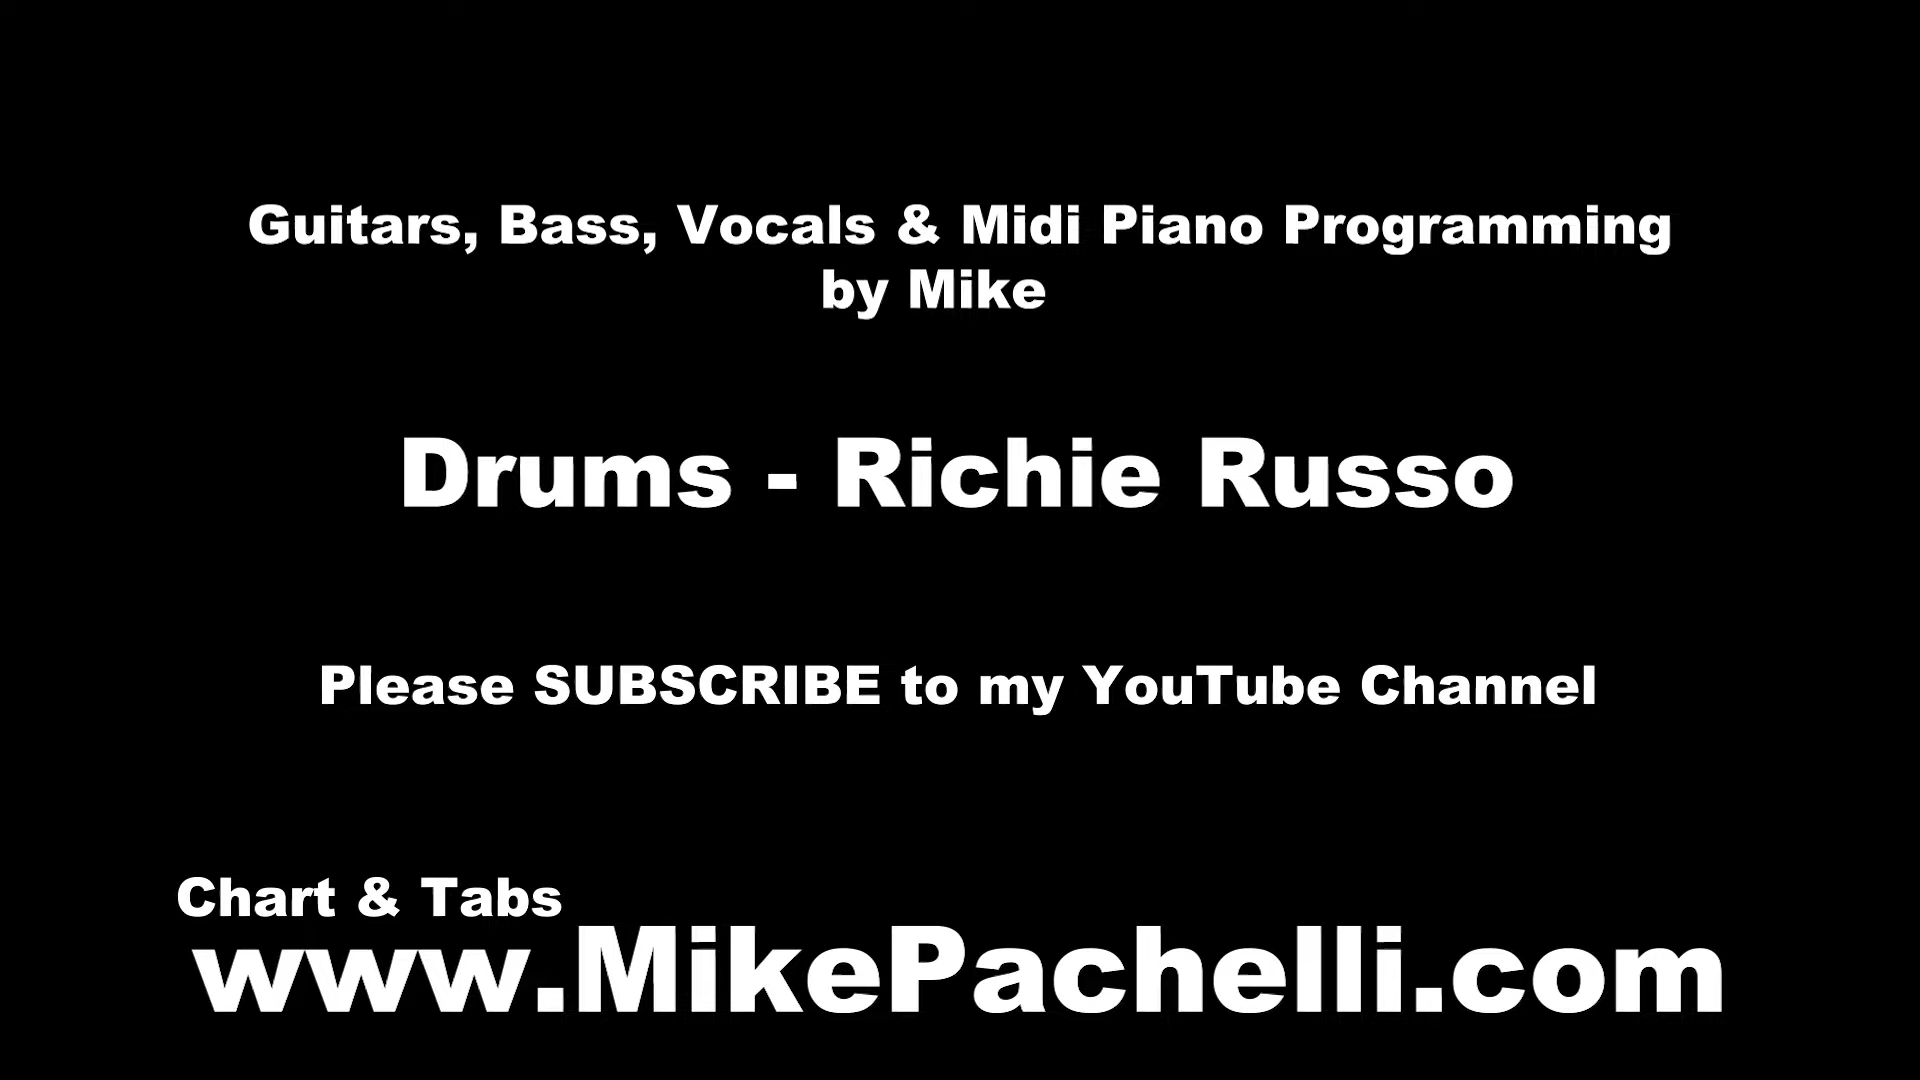 Guitars, Bass, Vocals & Midi Piano Programming
by Mike
Drums - Richie Russo
Please SUBSCRIBE to my YouTube Channel
Chart & Tabs
www.MikePachelli.com